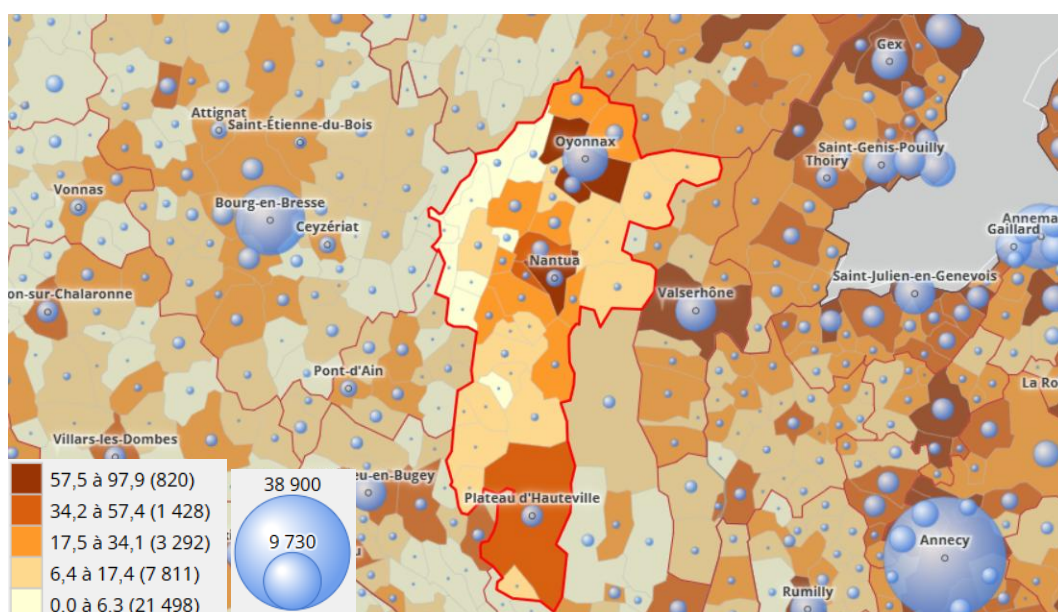 Gex
Attignat
Saint-Étienne-du-Bois
Oyonnax
Saint-Genis-Pouilly
Thoiry
Vonnas
Bourg-en-Bresse
Ceyzériat
Annema
Gaillard
Nantua
Saint-Julien-en-Genevois
on-sur-Chalaronne
Valserhône
Pont-d'Ain
La Ro
Villars-les-Dombes
eu-en-Bugey
Plateau d'Hauteville
Annecy
Rumilly
57,5 à 97,9 (820)
34,2 à 57,4 (1 428)
17,5 à 34,1 (3 292)
6,4 à 17,4 (7 811)
0,0 à 6,3 (21 498)
38 900
9 730